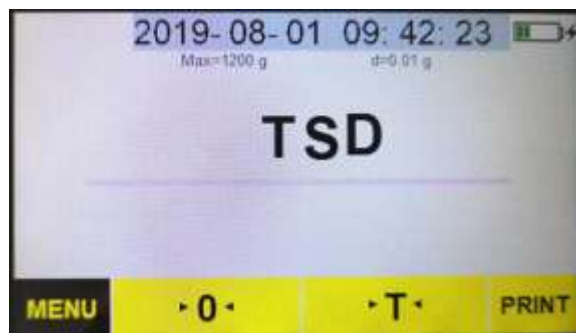 2019-08-01 09:42:23
Max=1200 g d=0.01 g
TSD
MENU ▸0◂ ▸T◂ PRINT